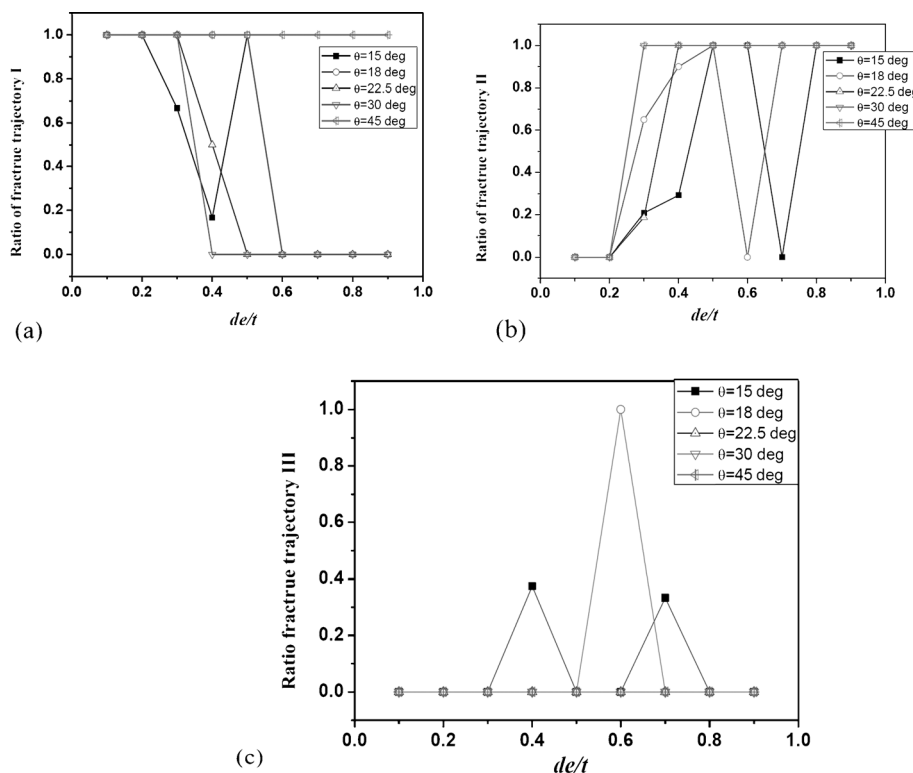 Ratio of fractrue trajectory I
1.0
0.8
0.6
0.4
0.2
0.0
θ=15 deg
θ=18 deg
θ=22.5 deg
θ=30 deg
θ=45 deg
0.0 0.2 0.4 0.6 0.8 1.0
de/t
(a)
Ratio of fractrue trajectory II
1.0
0.8
0.6
0.4
0.2
0.0
θ=15 deg
θ=18 deg
θ=22.5 deg
θ=30 deg
θ=45 deg
0.0 0.2 0.4 0.6 0.8 1.0
de/t
(b)
Ratio fractrue trajectory III
1.0
0.8
0.6
0.4
0.2
0.0
θ=15 deg
θ=18 deg
θ=22.5 deg
θ=30 deg
θ=45 deg
0.0 0.2 0.4 0.6 0.8 1.0
de/t
(c)